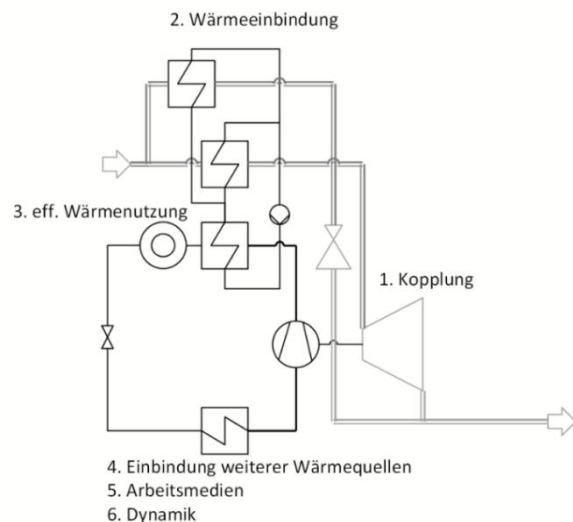 2. Wärmeeinbindung
3. eff. Wärmenutzung
1. Kopplung
4. Einbindung weiterer Wärmequellen
5. Arbeitsmedien
6. Dynamik